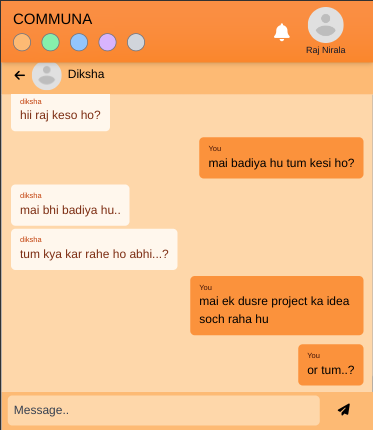 COMMUNA
Raj Nirala
Diksha
diksha
hii raj keso ho?
You
mai badiya hu tum kesi ho?
diksha
mai bhi badiya hu..
diksha
tum kya kar rahe ho abhi...?
You
mai ek dusre project ka idea
soch raha hu
You
or tum..?
Message..